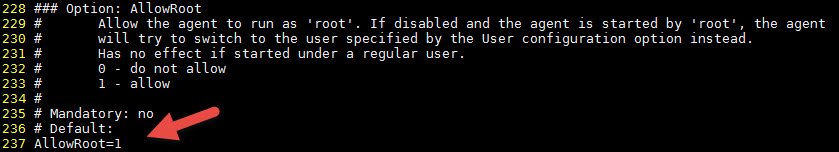 228 ### Option: AllowRoot
229 #       Allow the agent to run as 'root'. If disabled and the agent is started by 'root', the agent
230 #       will try to switch to the user specified by the User configuration option instead.
231 #       Has no effect if started under a regular user.
232 #       0 - do not allow
233 #       1 - allow
234 #
235 # Mandatory: no
236 # Default:
237 AllowRoot=1